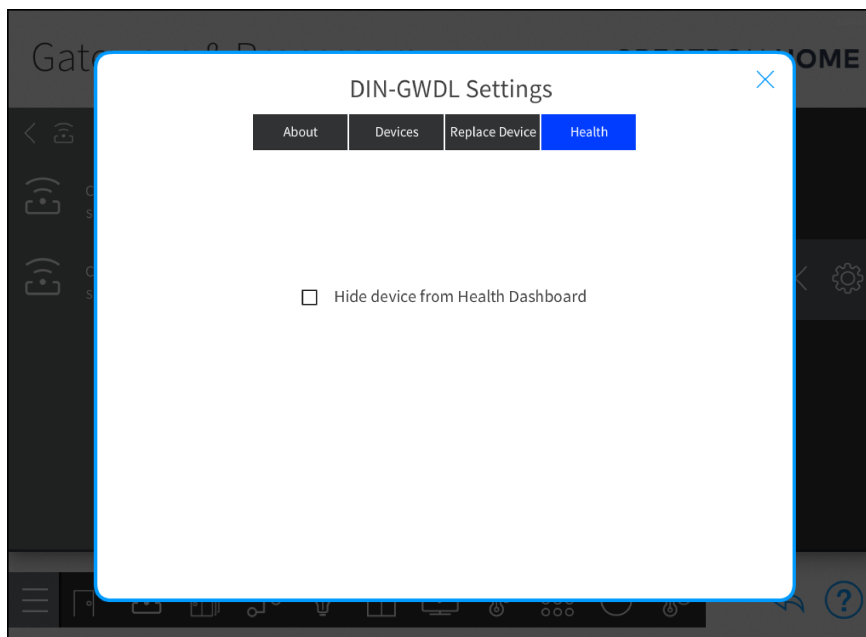 DIN-GWDL Settings
About
Devices
Replace Device
Health
Hide device from Health Dashboard
?